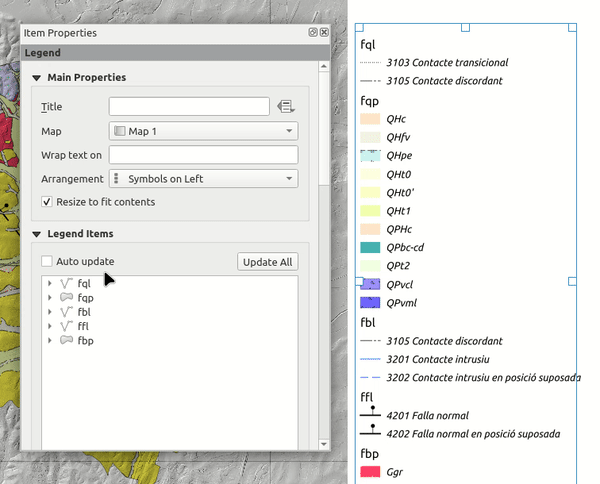 Item Properties
Legend
Main Properties
Title
Map
Map 1
Wrap text on
Arrangement
Symbols on Left
Resize to fit contents
Legend Items
Auto update
Update All
fql
fqp
fbl
ffl
fbp
fql
3103 Contacte transicional
3105 Contacte discordant
fqp
QHc
QHfv
QHpe
QHt0
QHt0'
QHt1
QPHc
QPbc-cd
QPt2
QPvcl
QPvml
fbl
3105 Contacte discordant
3201 Contacte intrusiu
3202 Contacte intrusiu en posició suposada
ffl
4201 Falla normal
4202 Falla normal en posició suposada
fbp
Ggr